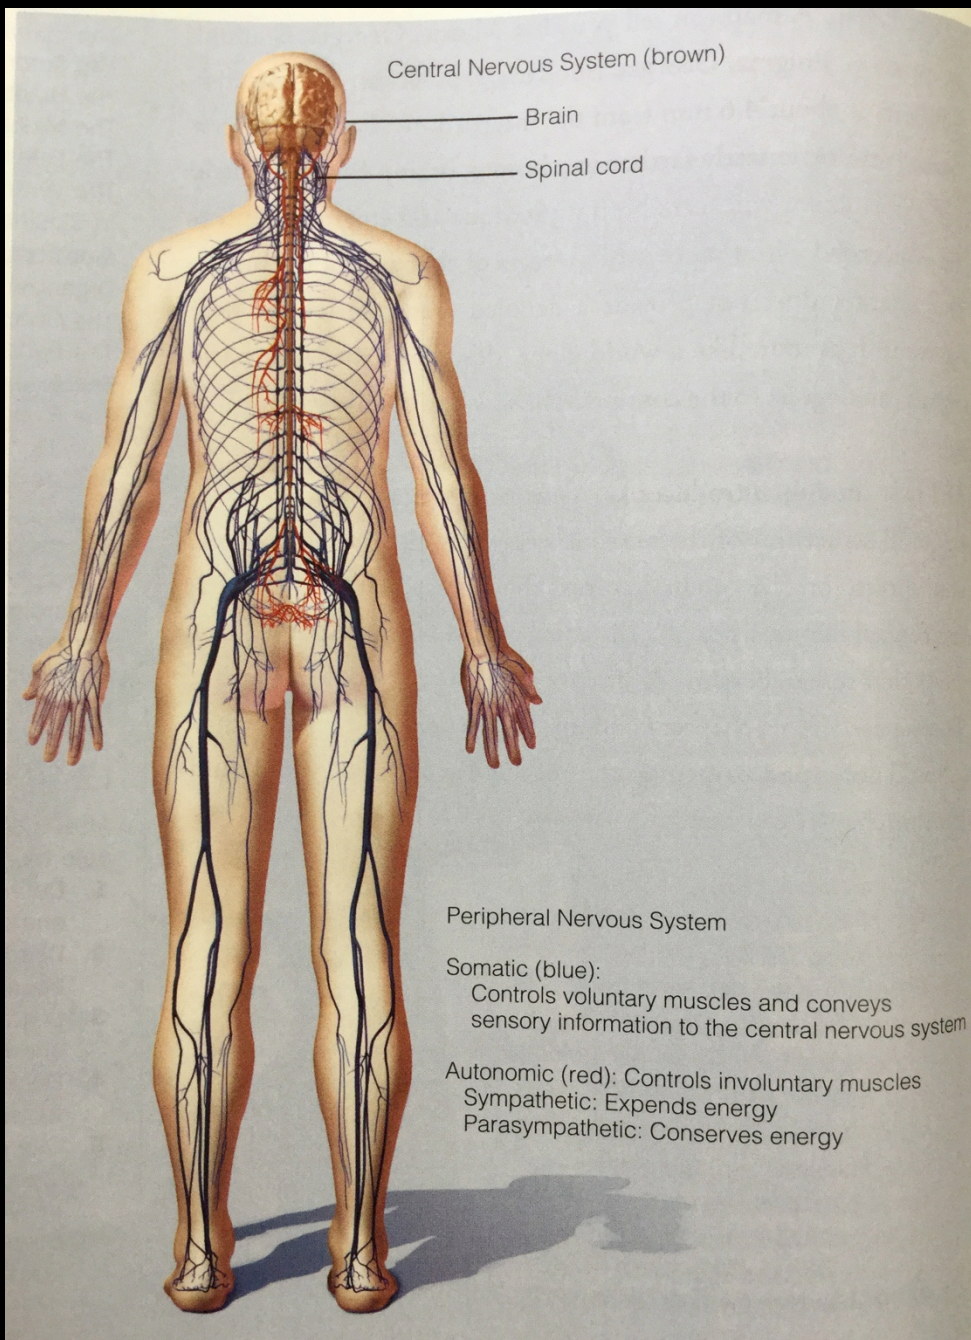 Central Nervous System (brown)
Brain
Spinal cord
Peripheral Nervous System
Somatic (blue):
Controls voluntary muscles and conveys
sensory information to the central nervous system
Autonomic (red): Controls involuntary muscles
Sympathetic: Expends energy
Parasympathetic: Conserves energy